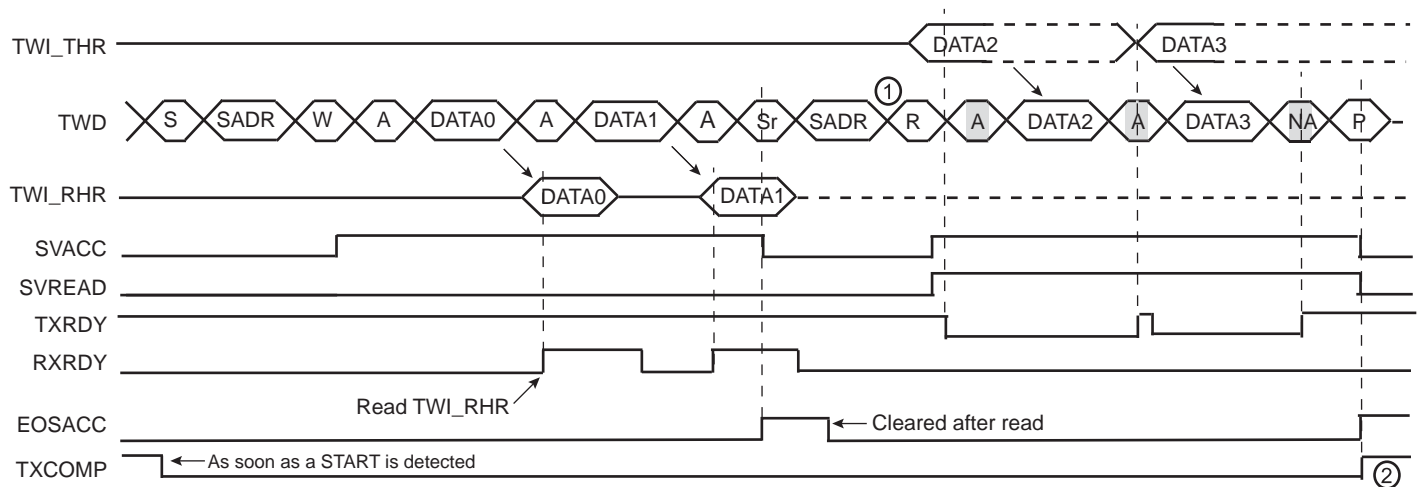 TWI_THR DATA2 DATA3
①
TWD S SADR W A DATA0 A DATA1 A Sr SADR R A DATA2 A DATA3 NA P
TWI_RHR DATA0 DATA1
SVACC
SVREAD
TXRDY
RXRDY
Read TWI_RHR
EOSACC Cleared after read
TXCOMP As soon as a START is detected ②